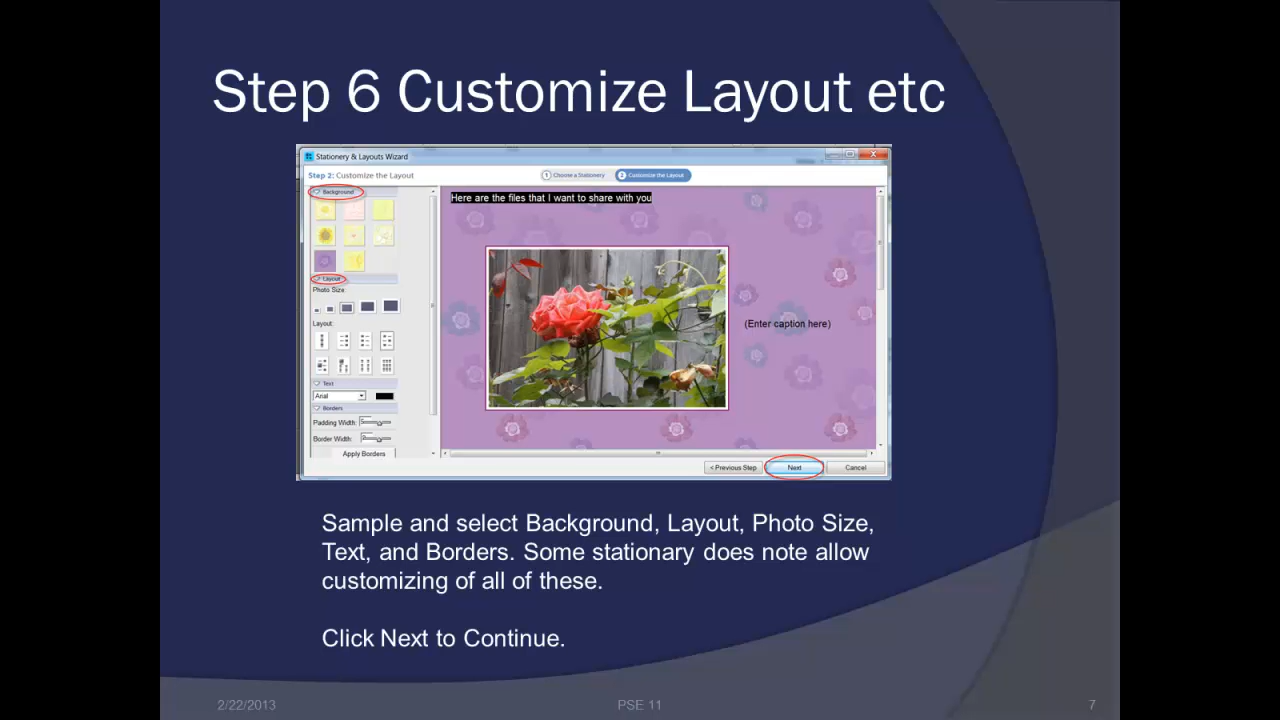 Step 6 Customize Layout etc
Stationery & Layouts Wizard
Step 2: Customize the Layout
1 Choose a Stationery
2 Customize the Layout
Background
Here are the files that I want to share with you
Layout
Photo Size
(Enter caption here)
Layout:
Text
Arial
Borders
Padding Width:
Border Width:
Apply Borders
< Previous Step
Next
Cancel
Sample and select Background, Layout, Photo Size,
Text, and Borders. Some stationary does note allow
customizing of all of these.
Click Next to Continue.
2/22/2013
PSE 11
7